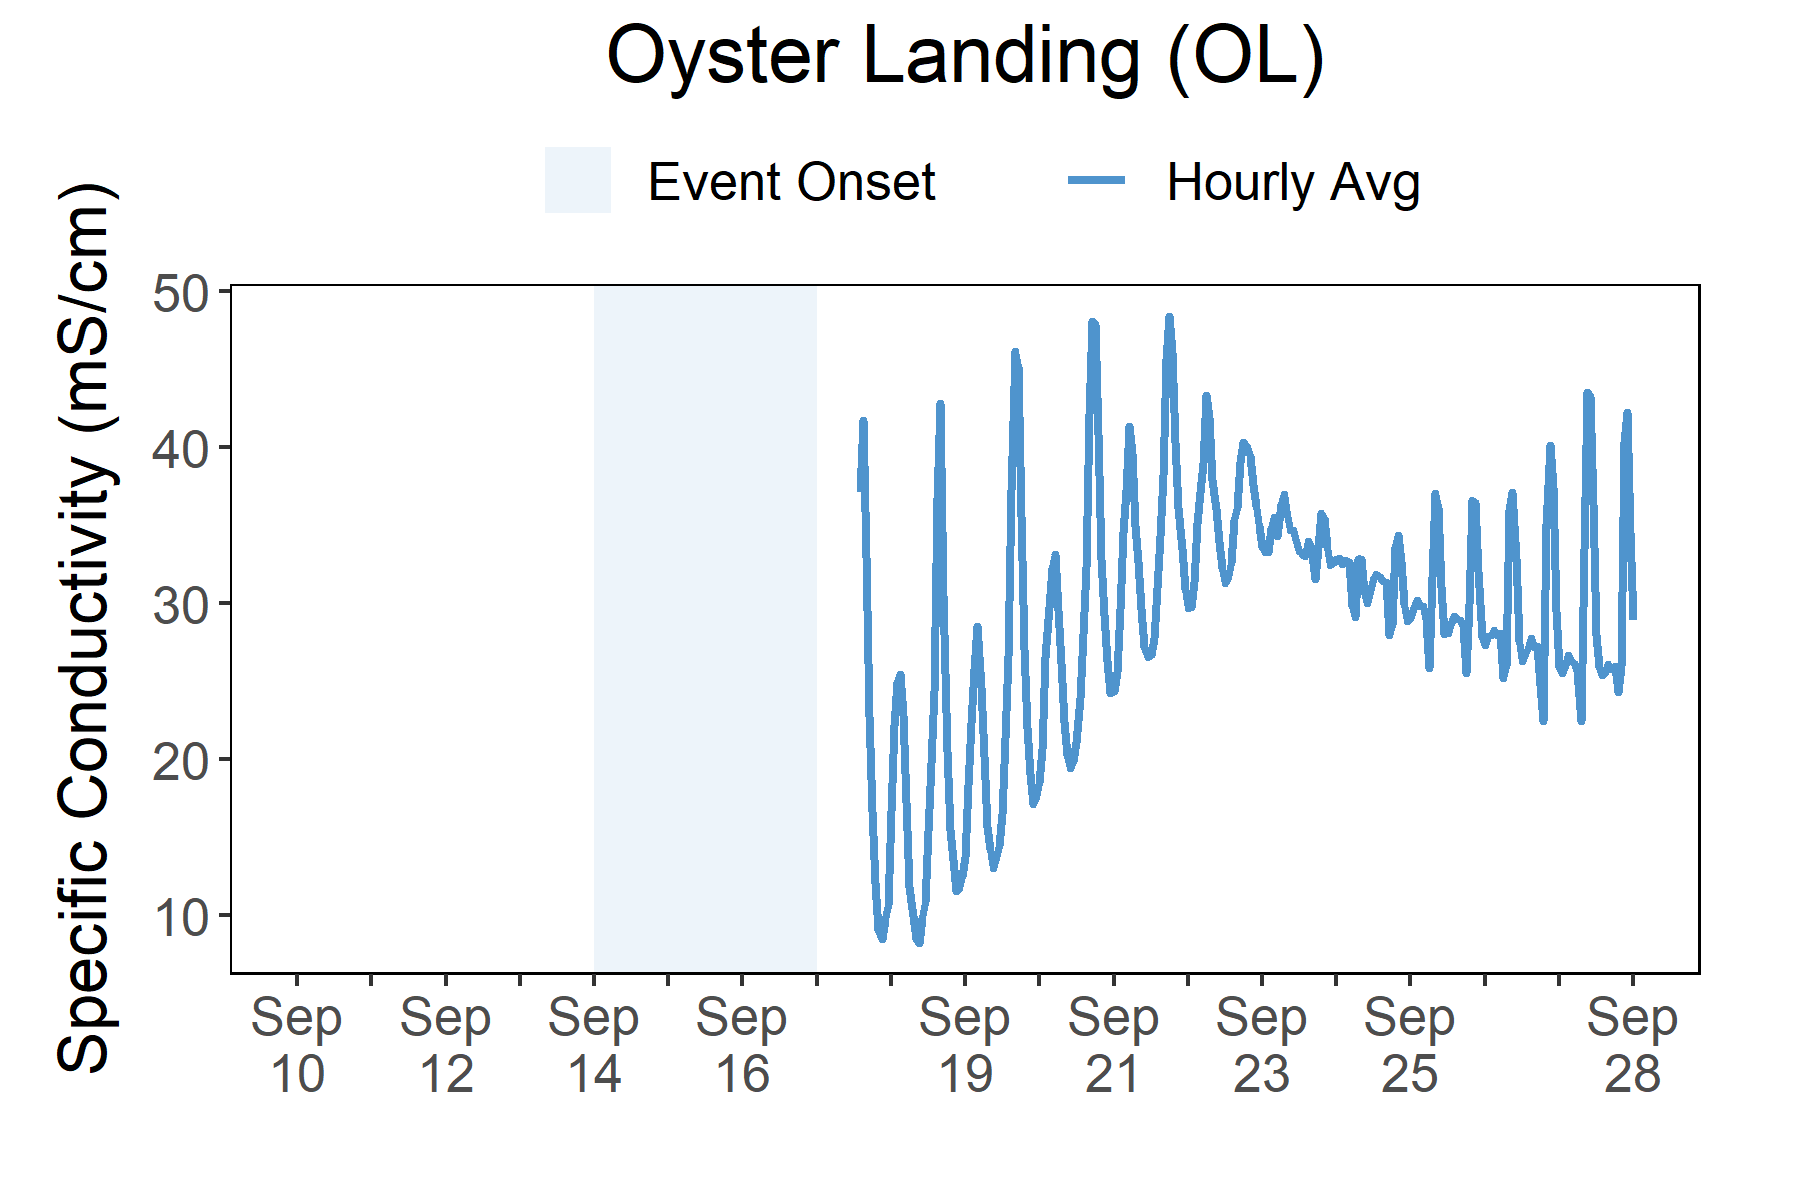 Oyster Landing (OL)
Event Onset
Hourly Avg
Specific Conductivity (mS/cm)
50
40
30
20
10
Sep 10
Sep 12
Sep 14
Sep 16
Sep 19
Sep 21
Sep 23
Sep 25
Sep 28